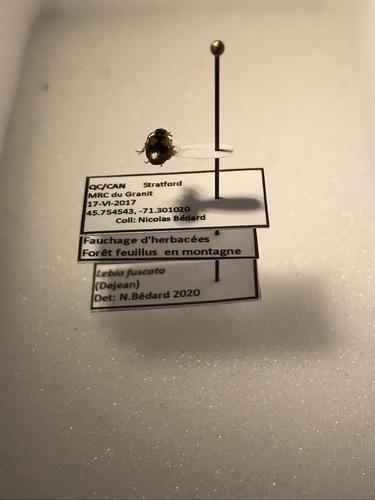 QC/CAN Stratford
MRC du Granit
17-VI-2017
45.754543, -71.301020
Coll: Nicolas Bédard
Fauchage d'herbacées
Forêt feuillus en montagne
Lebia fuscata
(Dejean)
Det: N.Bédard 2020